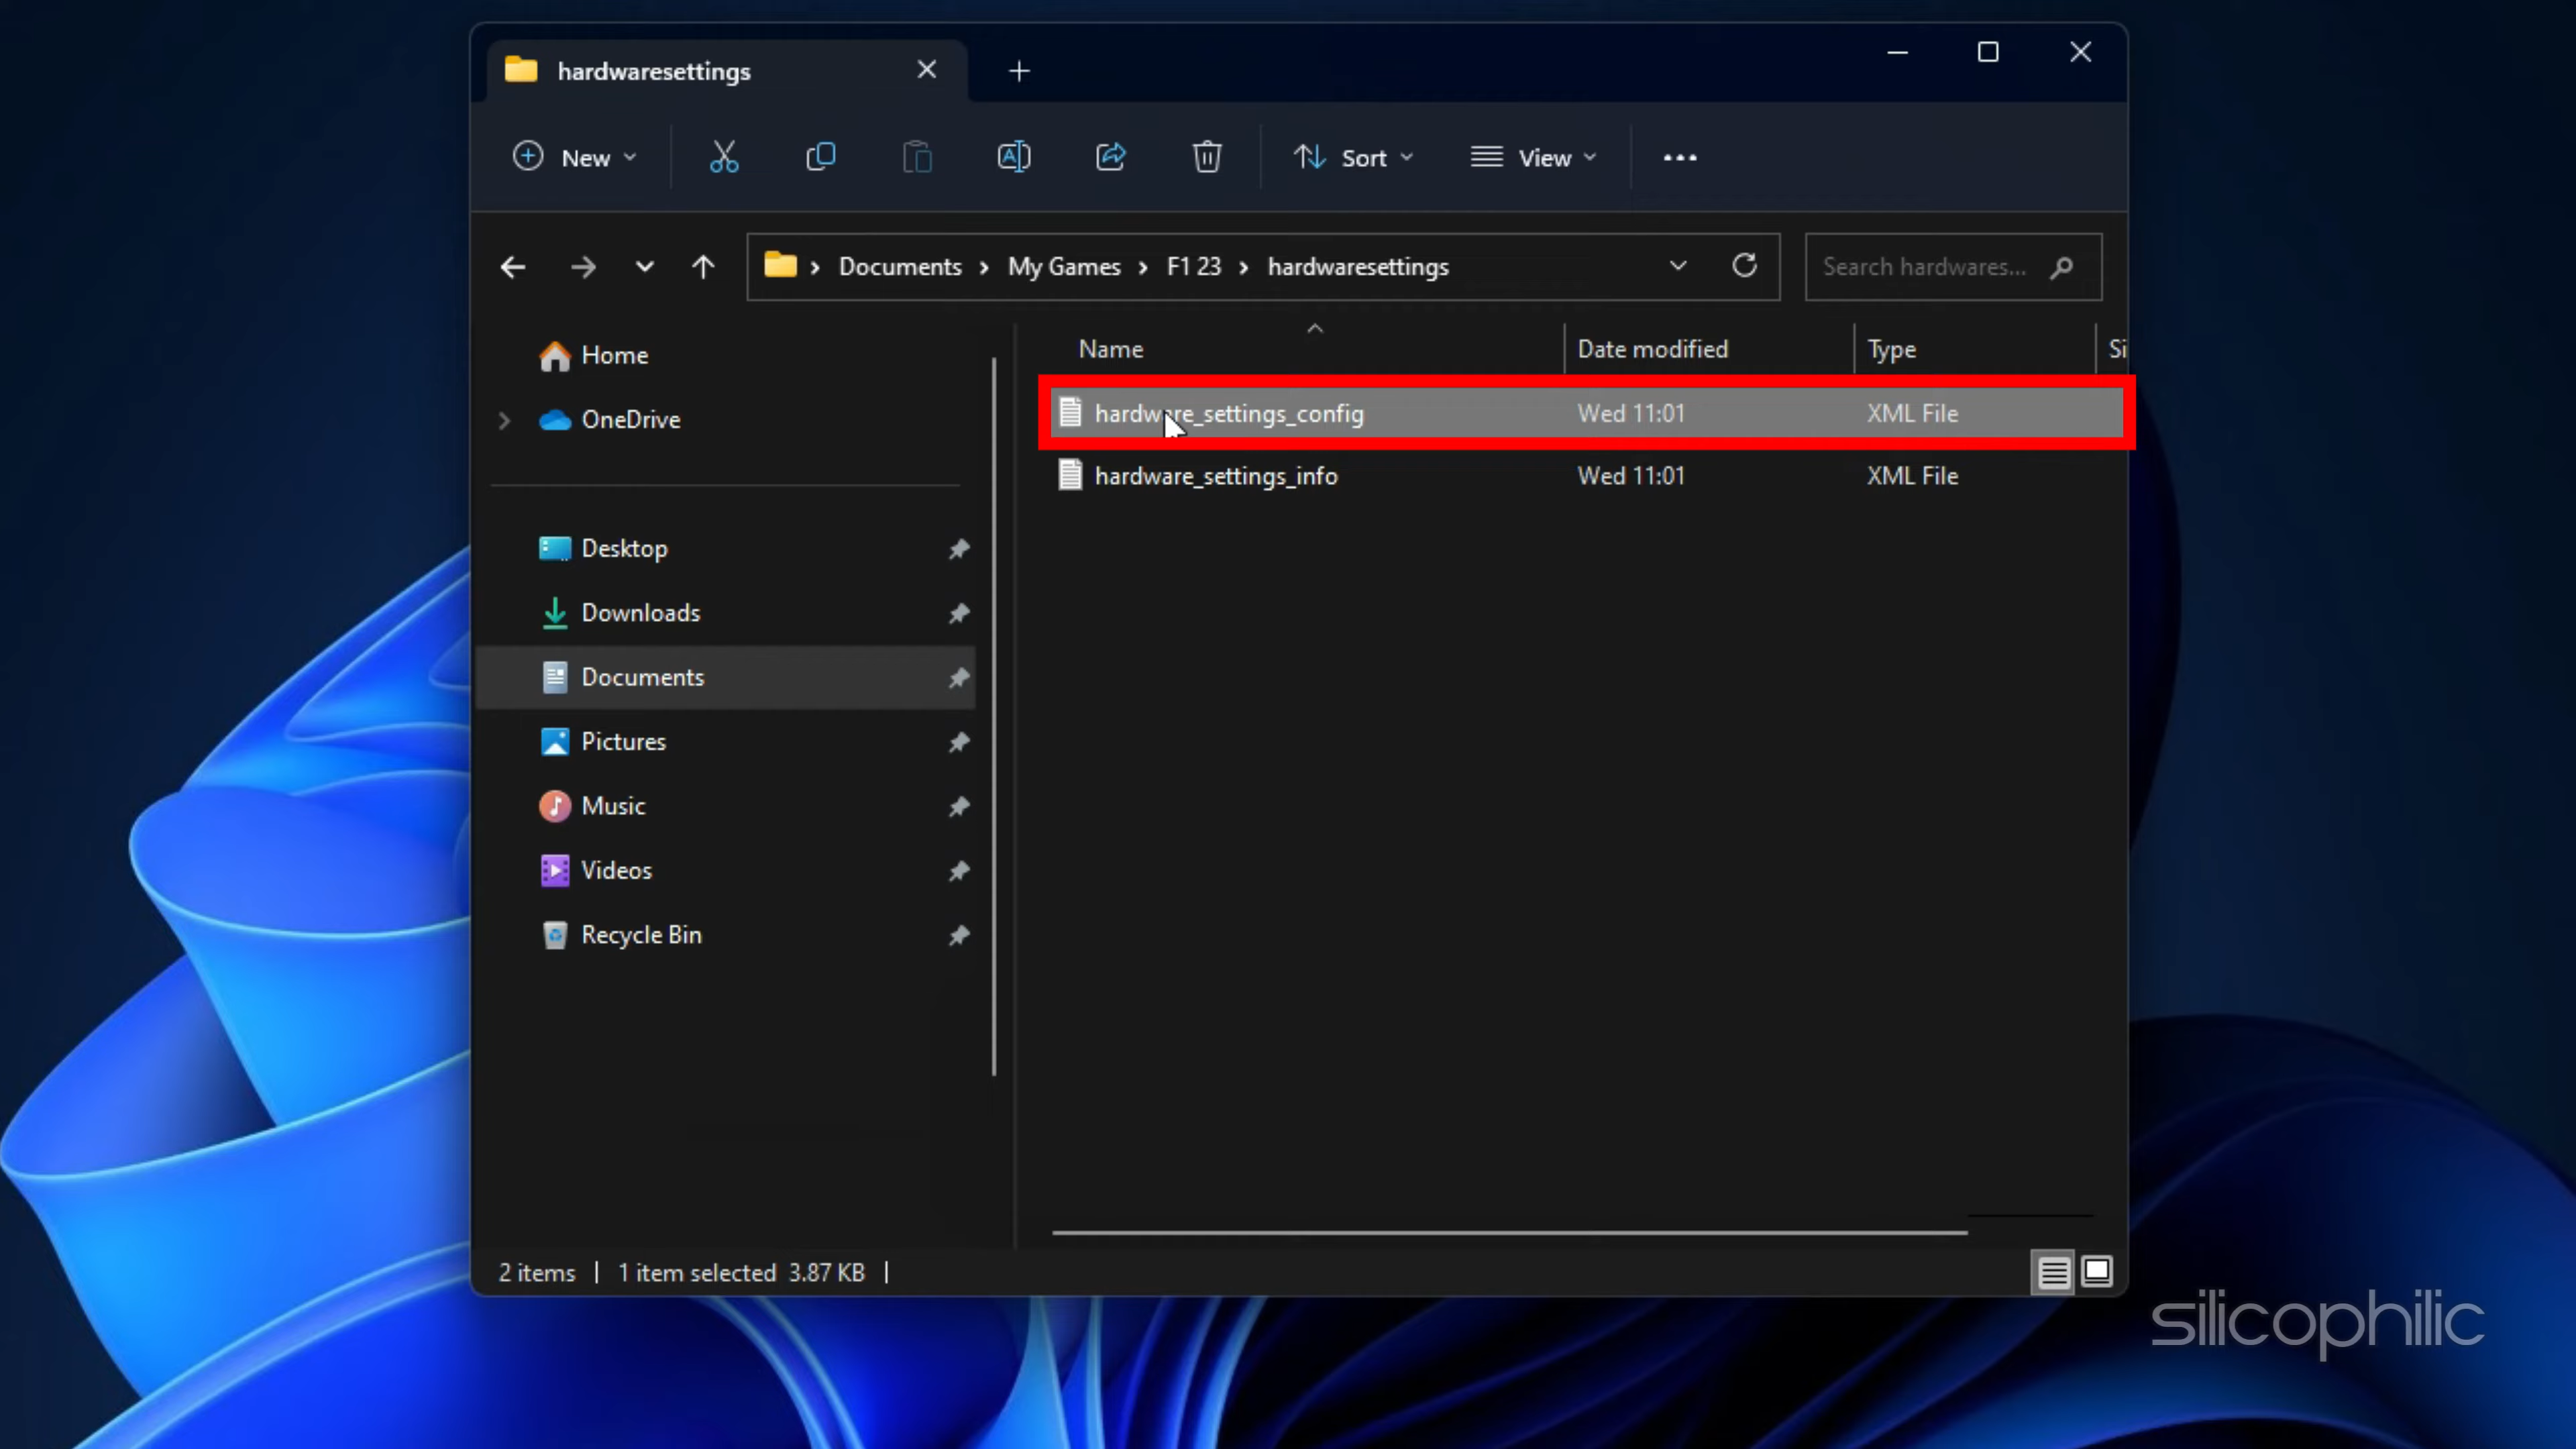 hardwaresettings
New
Sort
View
Documents > My Games > F1 23 > hardwaresettings
Search hardwares...
Name Date modified Type Si
hardware_settings_config Wed 11:01 XML File
hardware_settings_info Wed 11:01 XML File
Home
OneDrive
Desktop
Downloads
Documents
Pictures
Music
Videos
Recycle Bin
2 items | 1 item selected 3.87 KB |
silicophilic